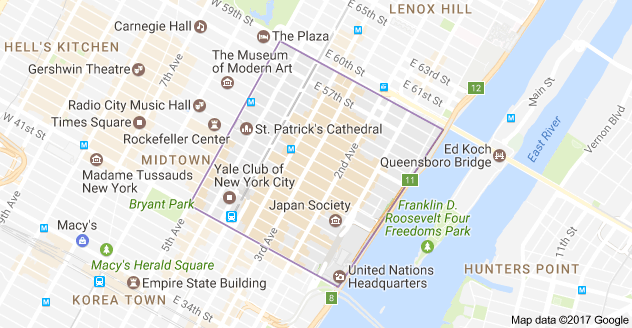 LENOX HILL
Carnegie Hall
W 59th St
The Plaza
HELL'S KITCHEN
The Museum
of Modern Art
E 60th St
E 63rd St
E 61st St
7th Ave
Gershwin Theatre
E 57th St
12
Main St
Vernon Blvd
Radio City Music Hall
W 41st St
Times Square
Rockefeller Center
St. Patrick's Cathedral
East River
Ed Koch
Queensboro Bridge
MIDTOWN
Madame Tussauds
New York
Yale Club of
New York City
2nd Ave
11
Bryant Park
Japan Society
Franklin D.
Roosevelt Four
Freedoms Park
9th Ave
Macy's
5th Ave
3rd Ave
11th St
Macy's Herald Square
United Nations
Headquarters
HUNTERS POINT
Empire State Building
KOREA TOWN
E 34th St
8
Map data ©2017 Google